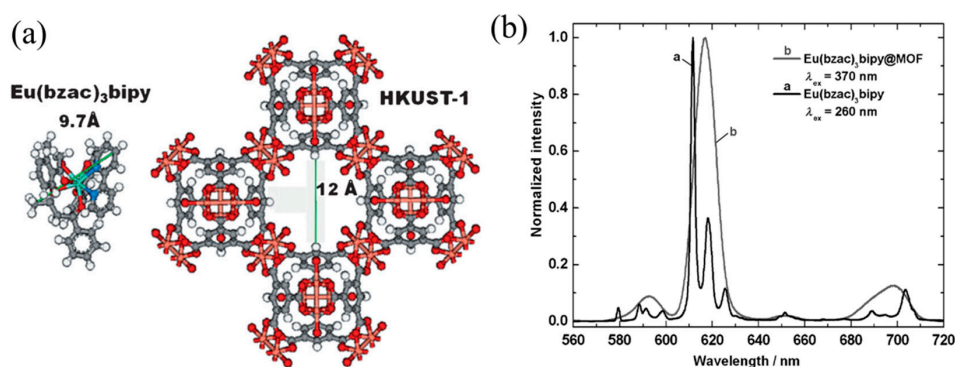 (a)
Eu(bzac)₃bipy
9.7Å
HKUST-1
12 Å
(b)
Normalized intensity
1.0
0.8
0.6
0.4
0.2
0.0
a
b
b Eu(bzac)₃bipy@MOF
λex = 370 nm
a Eu(bzac)₃bipy
λex = 260 nm
560 580 600 620 640 660 680 700 720
Wavelength / nm